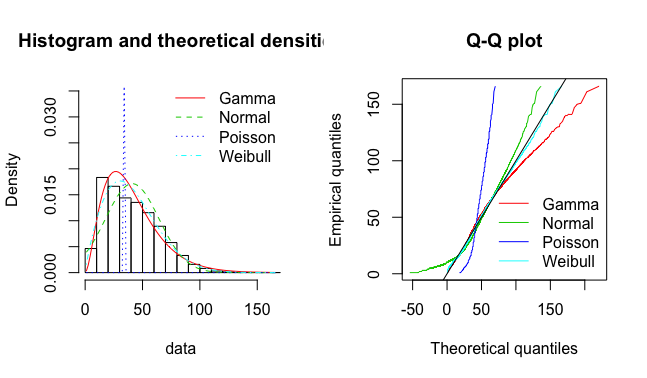 Histogram and theoretical densiti
Density
0.000 0.015 0.030
Gamma
Normal
Poisson
Weibull
0 50 100 150
data
Q-Q plot
Empirical quantiles
0 50 100 150
Gamma
Normal
Poisson
Weibull
-50 0 50 150
Theoretical quantiles